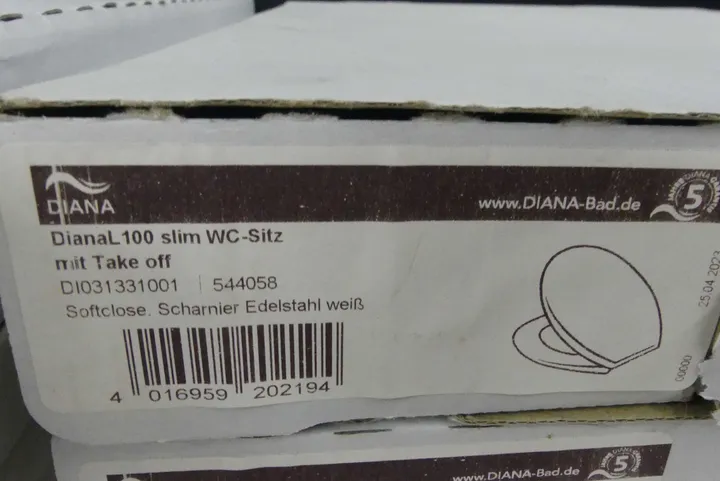 DIANA
www.DIANA-Bad.de
5
DianaL100 slim WC-Sitz
mit Take off
DI031331001 | 544058
Softclose. Scharnier Edelstahl weiß
4 016959 202194
25 04 2023
00000
www.DIANA-Bad.de
5